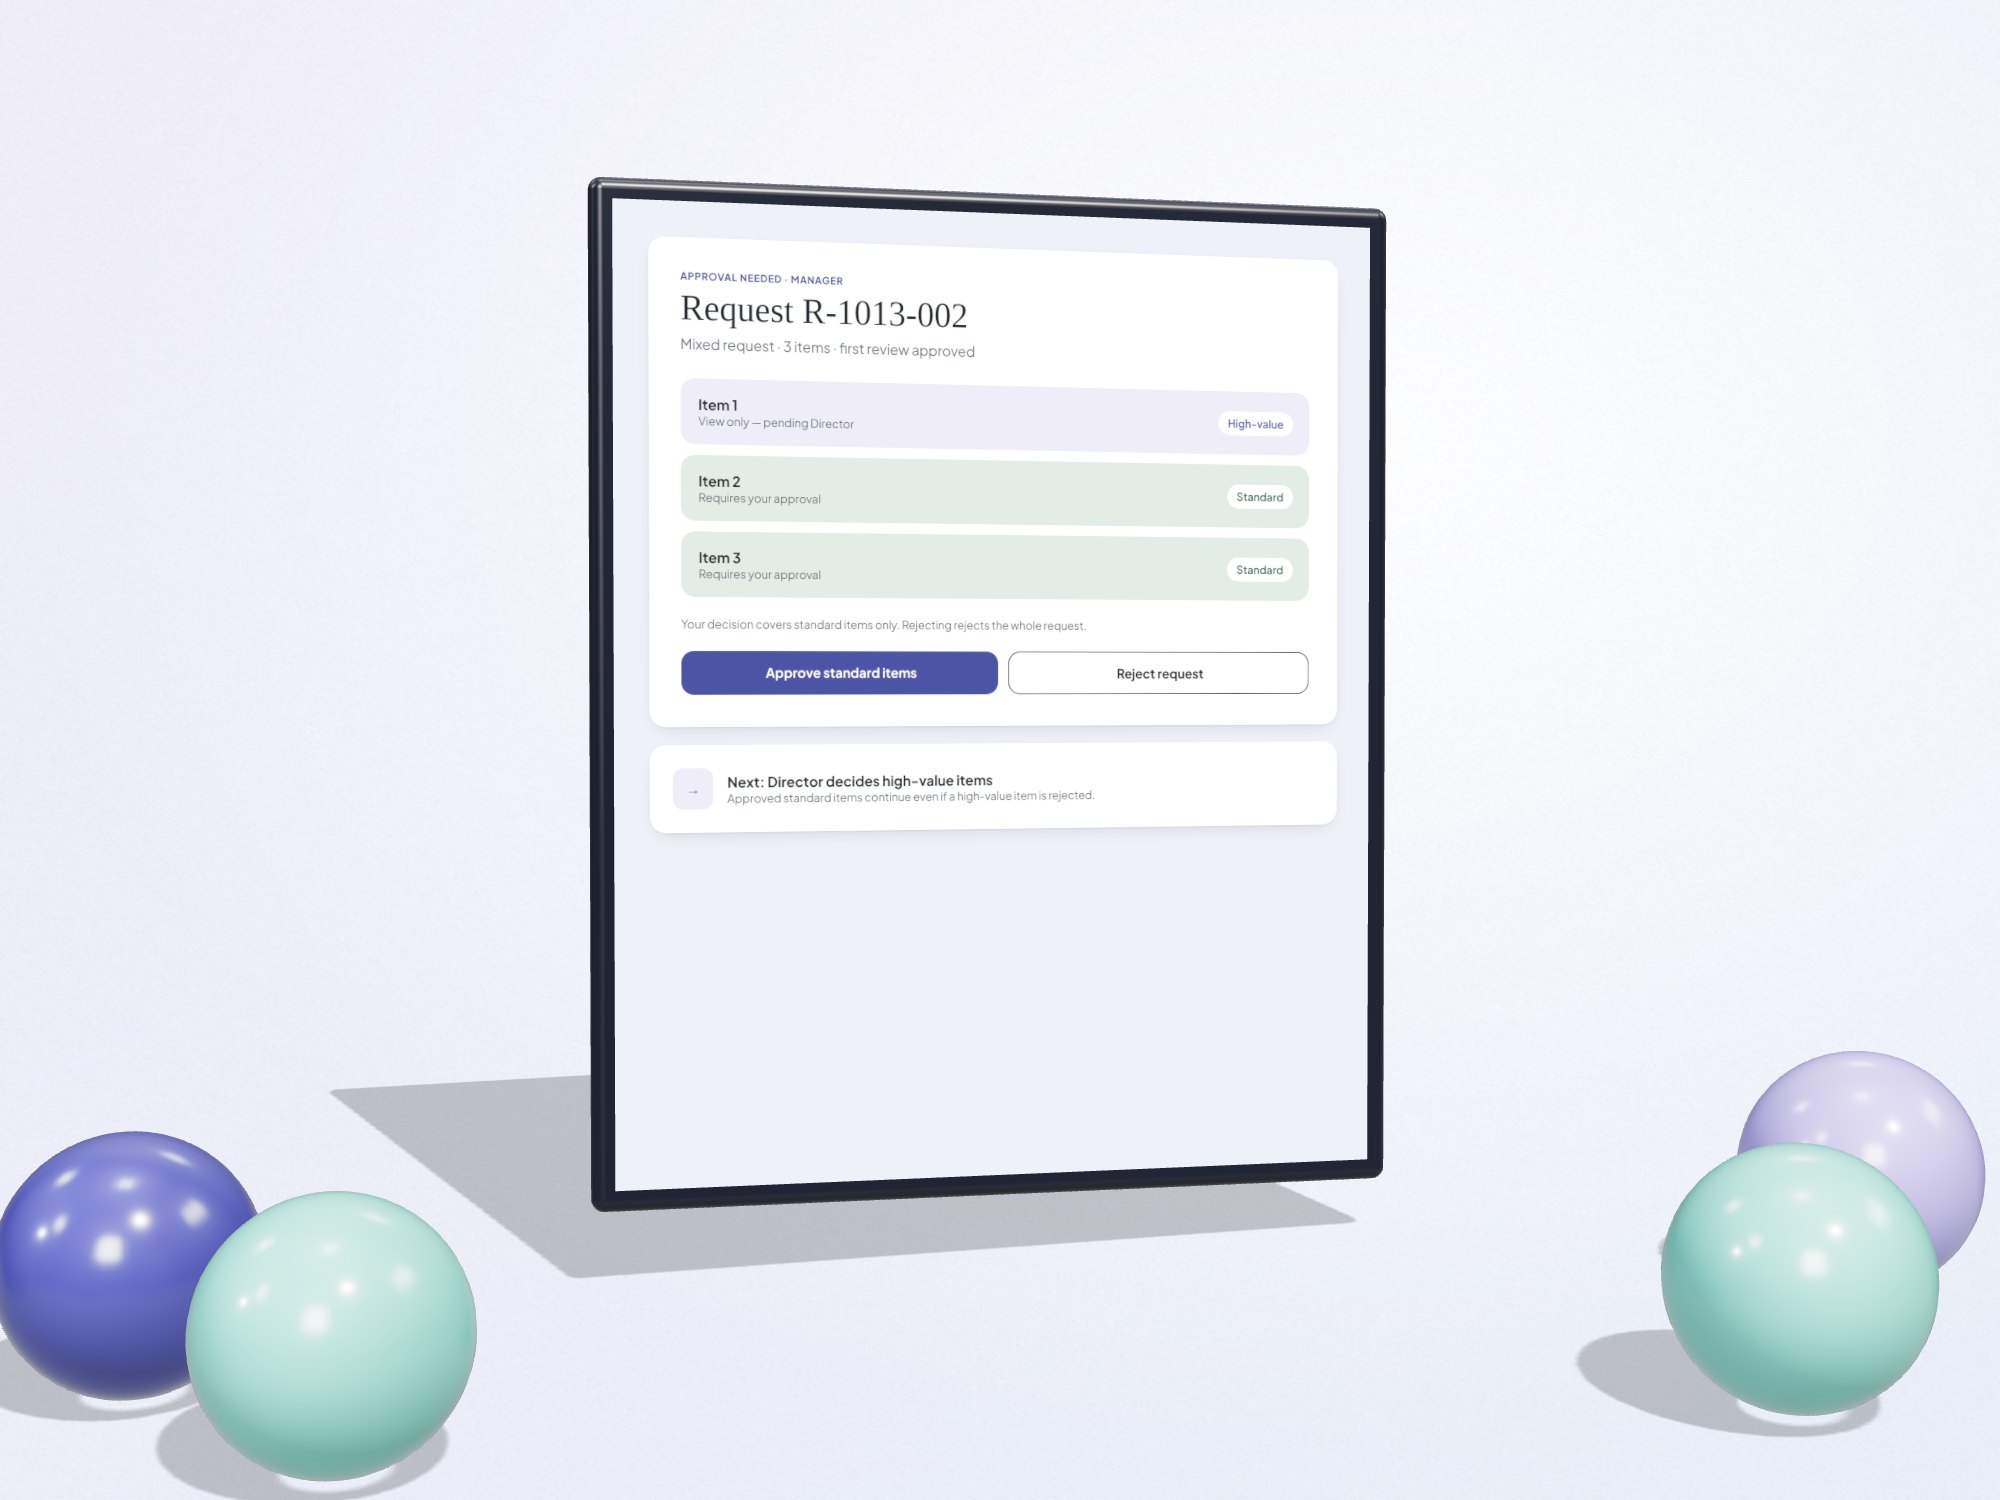 APPROVAL NEEDED · MANAGER
Request R-1013-002
Mixed request · 3 items · first review approved
Item 1
View only — pending Director
High-value
Item 2
Requires your approval
Standard
Item 3
Requires your approval
Standard
Your decision covers standard items only. Rejecting rejects the whole request.
Approve standard items
Reject request
→
Next: Director decides high-value items
Approved standard items continue even if a high-value item is rejected.